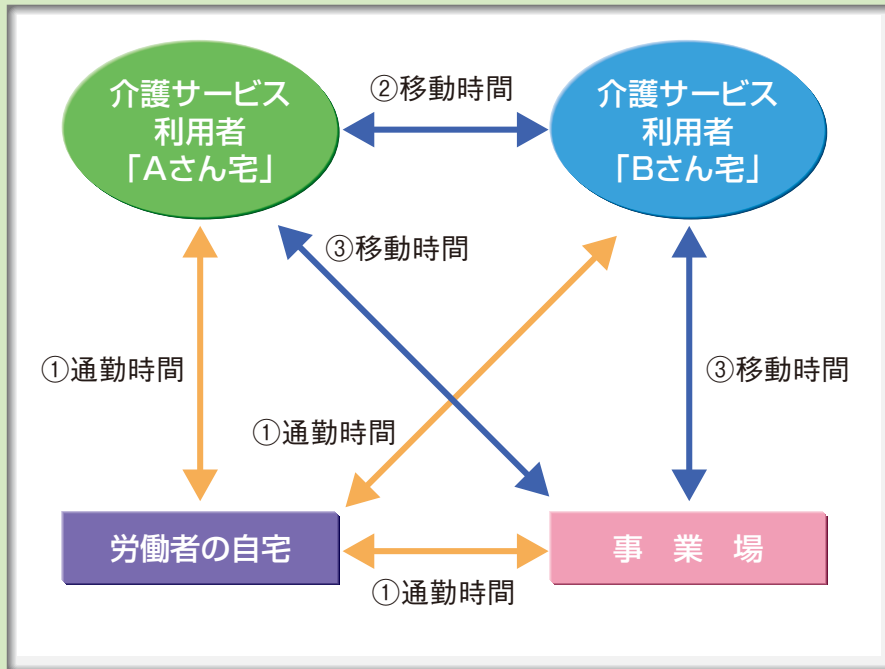 介護サービス
利用者
「Aさん宅」
②移動時間
介護サービス
利用者
「Bさん宅」
③移動時間
①通勤時間
③移動時間
①通勤時間
労働者の自宅
事　業　場
①通勤時間